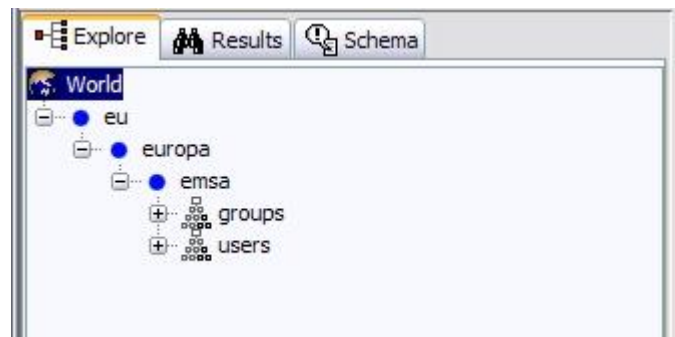 Explore Results Schema
World
eu
europa
emsa
groups
users